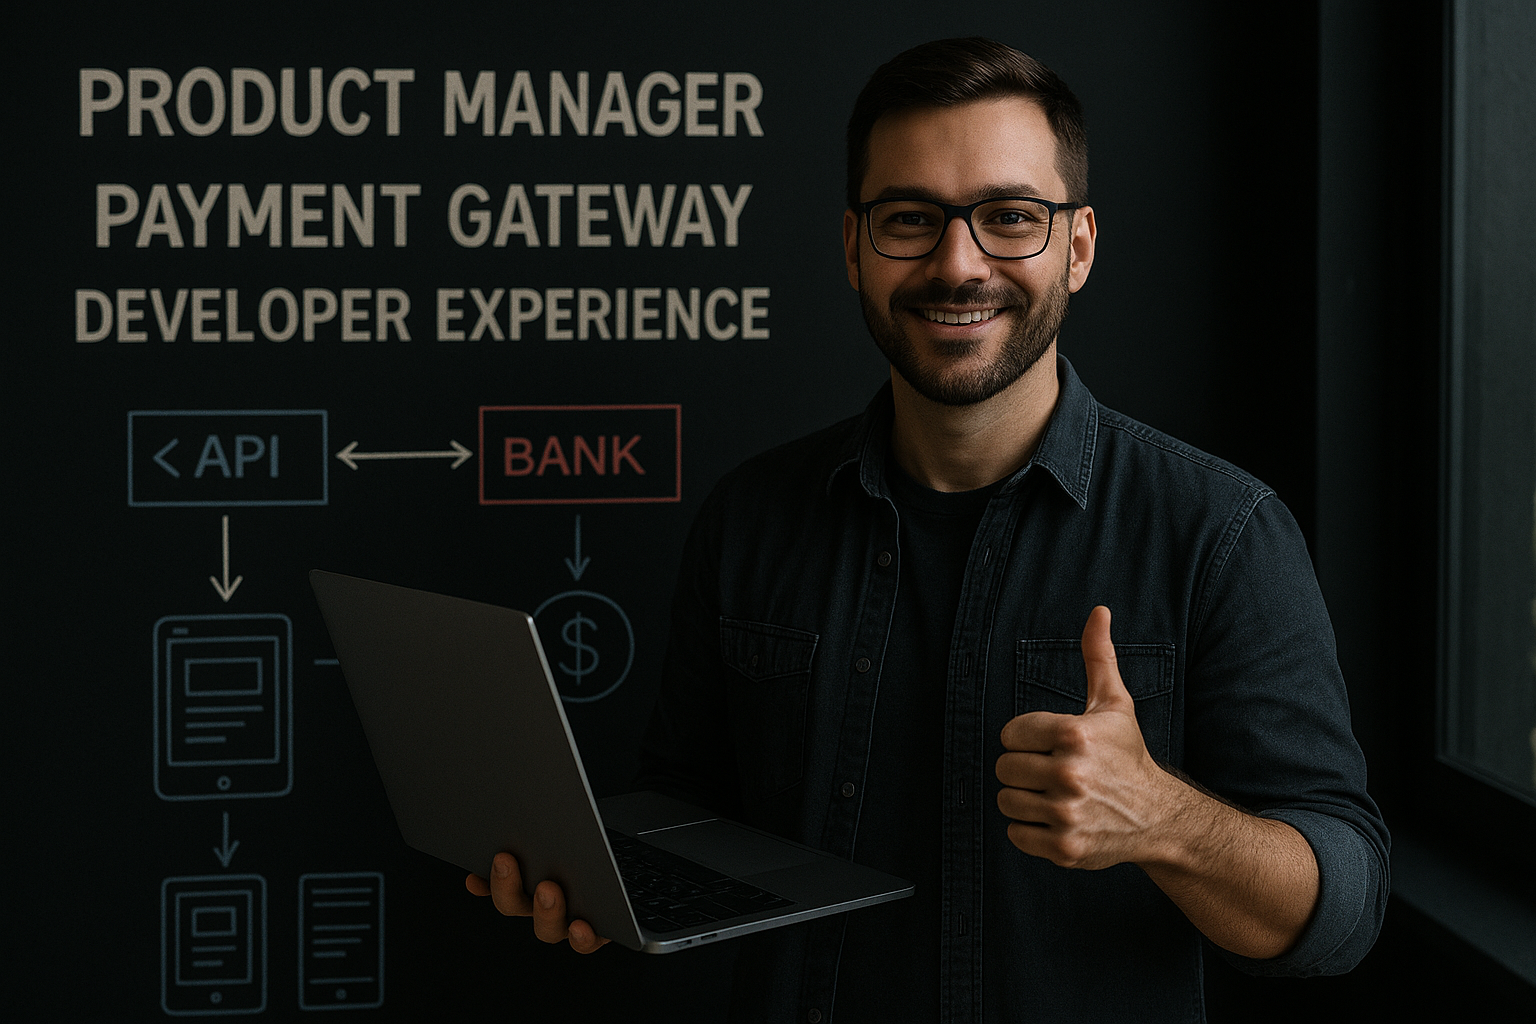 PRODUCT MANAGER
PAYMENT GATEWAY
DEVELOPER EXPERIENCE
< API
BANK
$